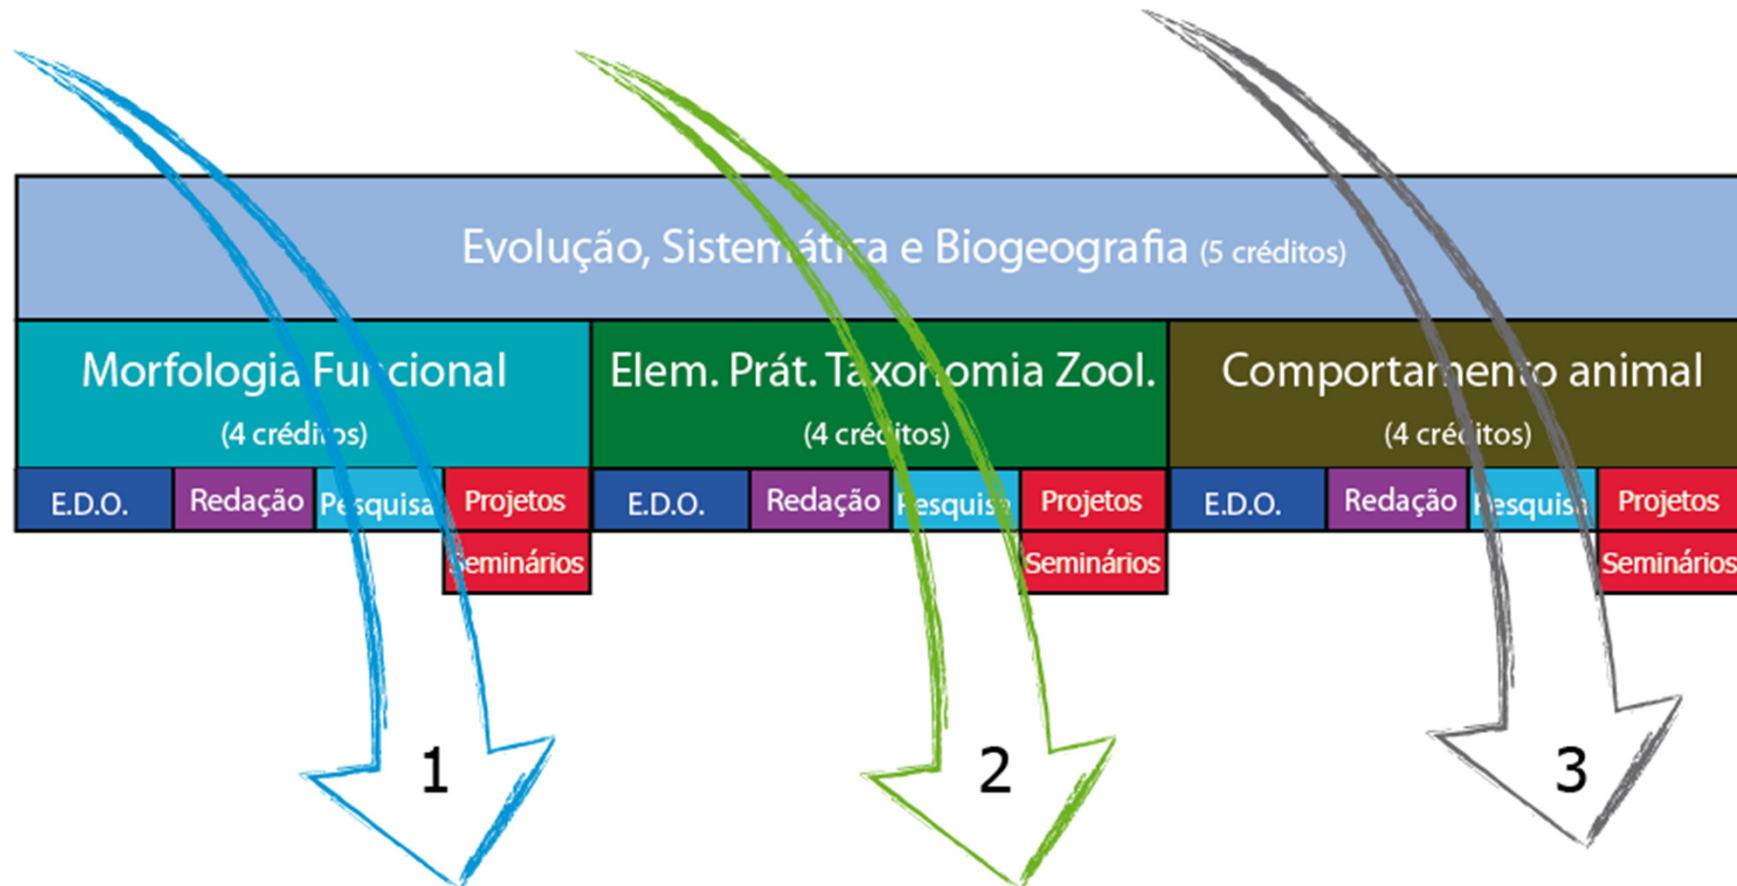 Evolução, Sistemática e Biogeografia (5 créditos)
Morfologia Funcional
(4 créditos)
Elem. Prát. Taxonomia Zool.
(4 créditos)
Comportamento animal
(4 créditos)
E.D.O. Redação Pesquisa Projetos
Seminários
E.D.O. Redação Pesquisa Projetos
Seminários
E.D.O. Redação Pesquisa Projetos
Seminários
1
2
3